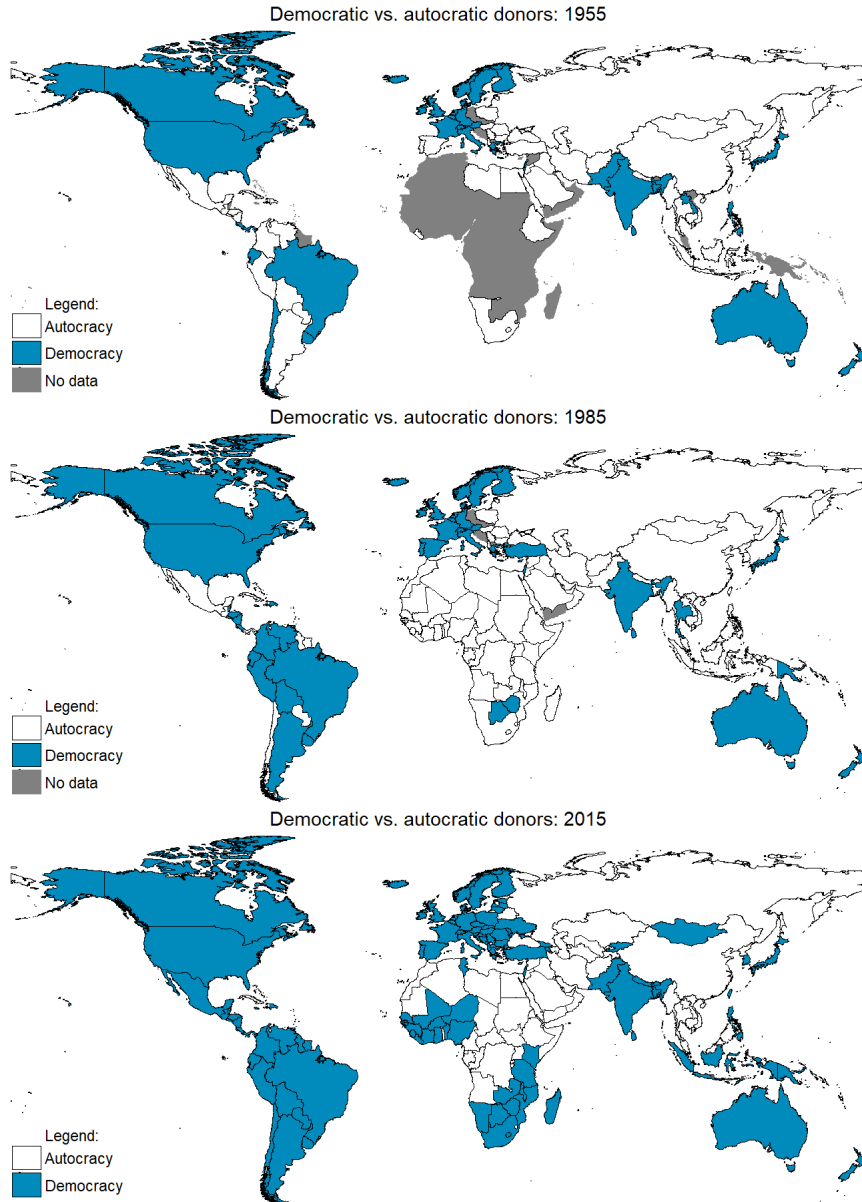 Democratic vs. autocratic donors: 1955
Legend:
Autocracy
Democracy
No data
Democratic vs. autocratic donors: 1985
Legend:
Autocracy
Democracy
No data
Democratic vs. autocratic donors: 2015
Legend:
Autocracy
Democracy